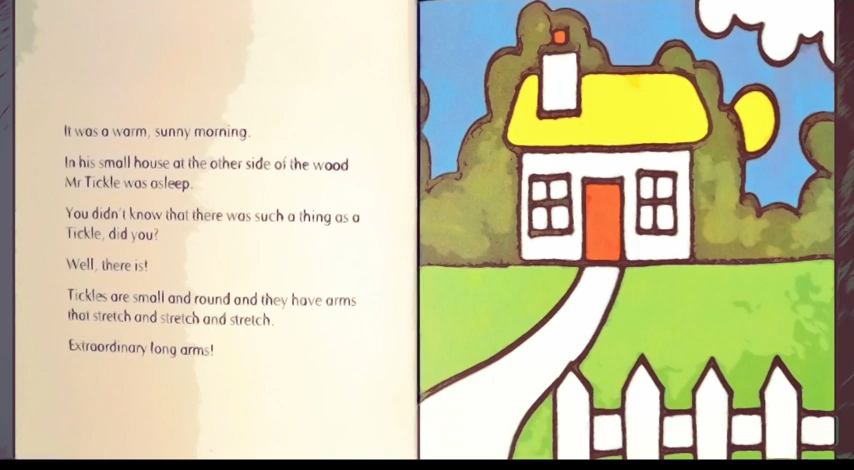 It was a warm, sunny morning.
In his small house at the other side of the wood
Mr Tickle was asleep.
You didn't know that there was such a thing as a
Tickle, did you?
Well, there is!
Tickles are small and round and they have arms
that stretch and stretch and stretch.
Extraordinary long arms!